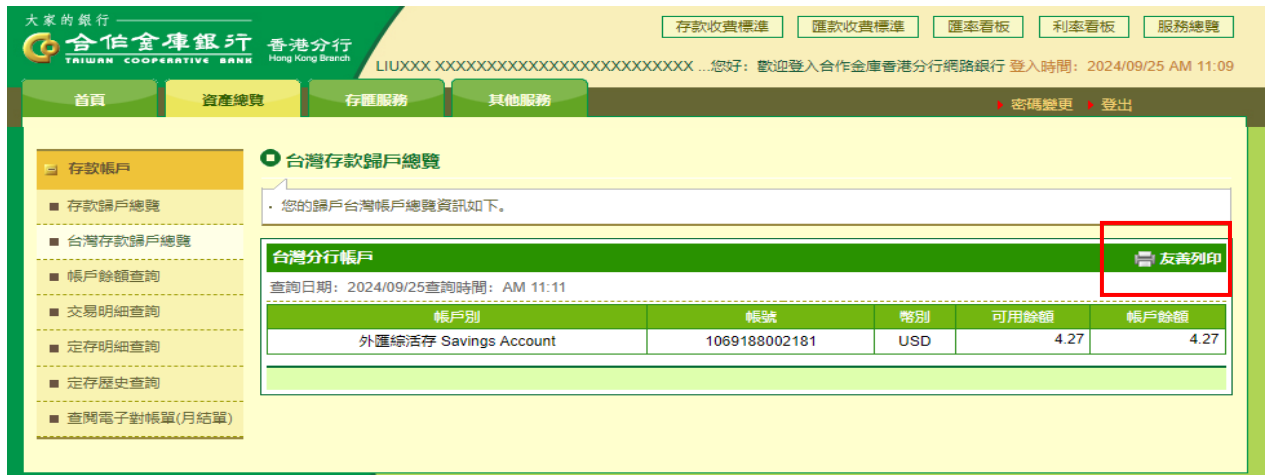 大家的銀行
合作金庫銀行 香港分行
TAIWAN COOPERATIVE BANK Hong Kong Branch
存款收費標準 匯款收費標準 匯率看板 利率看板 服務總覽
LIUXXX XXXXXXXXXXXXXXXXXXXXXXXXXX ...您好: 歡迎登入合作金庫香港分行網路銀行 登入時間: 2024/09/25 AM 11:09
首頁 資產總覽 存匯服務 其他服務 密碼變更 登出
存款帳戶
存款歸戶總覽
台灣存款歸戶總覽
帳戶餘額查詢
交易明細查詢
定存明細查詢
定存歷史查詢
查閱電子對帳單(月結單)
台灣存款歸戶總覽
· 您的歸戶台灣帳戶總覽資訊如下。
台灣分行帳戶 友善列印
查詢日期: 2024/09/25查詢時間: AM 11:11
帳戶別 帳號 幣別 可用餘額 帳戶餘額
外匯綜活存 Savings Account 1069188002181 USD 4.27 4.27